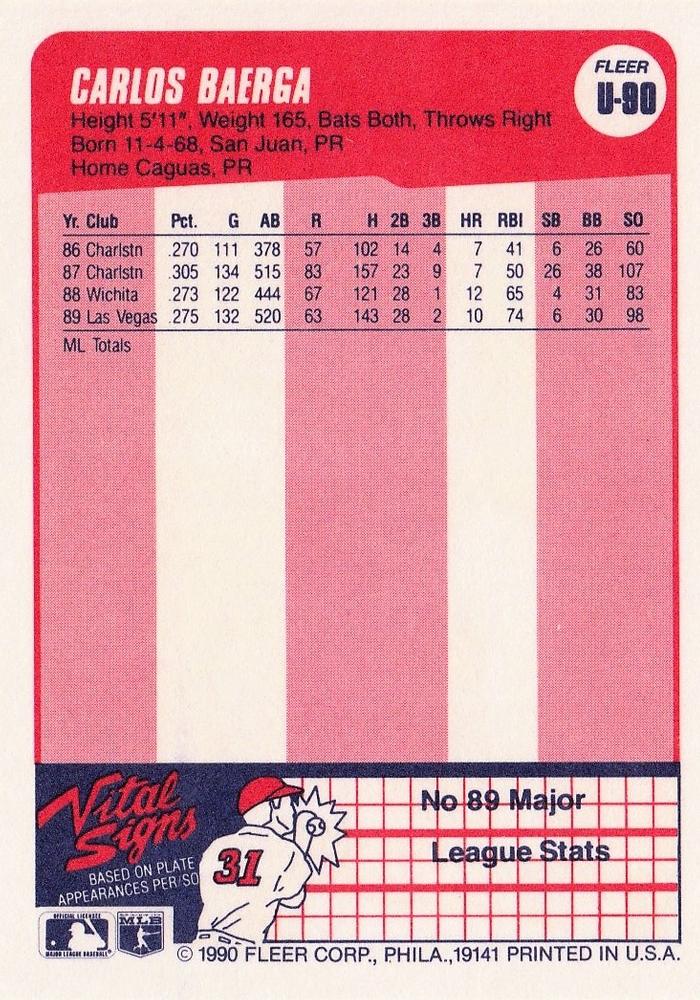 FLEER
U-90
CARLOS BAERGA
Height 5'11", Weight 165, Bats Both, Throws Right
Born 11-4-68, San Juan, PR
Home Caguas, PR
Yr. Club Pct. G AB R H 2B 3B HR RBI SB BB SO
86 Charlstn .270 111 378 57 102 14 4 7 41 6 26 60
87 Charlstn .305 134 515 83 157 23 9 7 50 26 38 107
88 Wichita .273 122 444 67 121 28 1 12 65 4 31 83
89 Las Vegas .275 132 520 63 143 28 2 10 74 6 30 98
ML Totals
Vital
Signs
BASED ON PLATE
APPEARANCES PER/SO
31
No 89 Major
League Stats
OFFICIAL LICENSEE
MAJOR LEAGUE BASEBALL
MLB
© 1990 FLEER CORP., PHILA.,19141 PRINTED IN U.S.A.